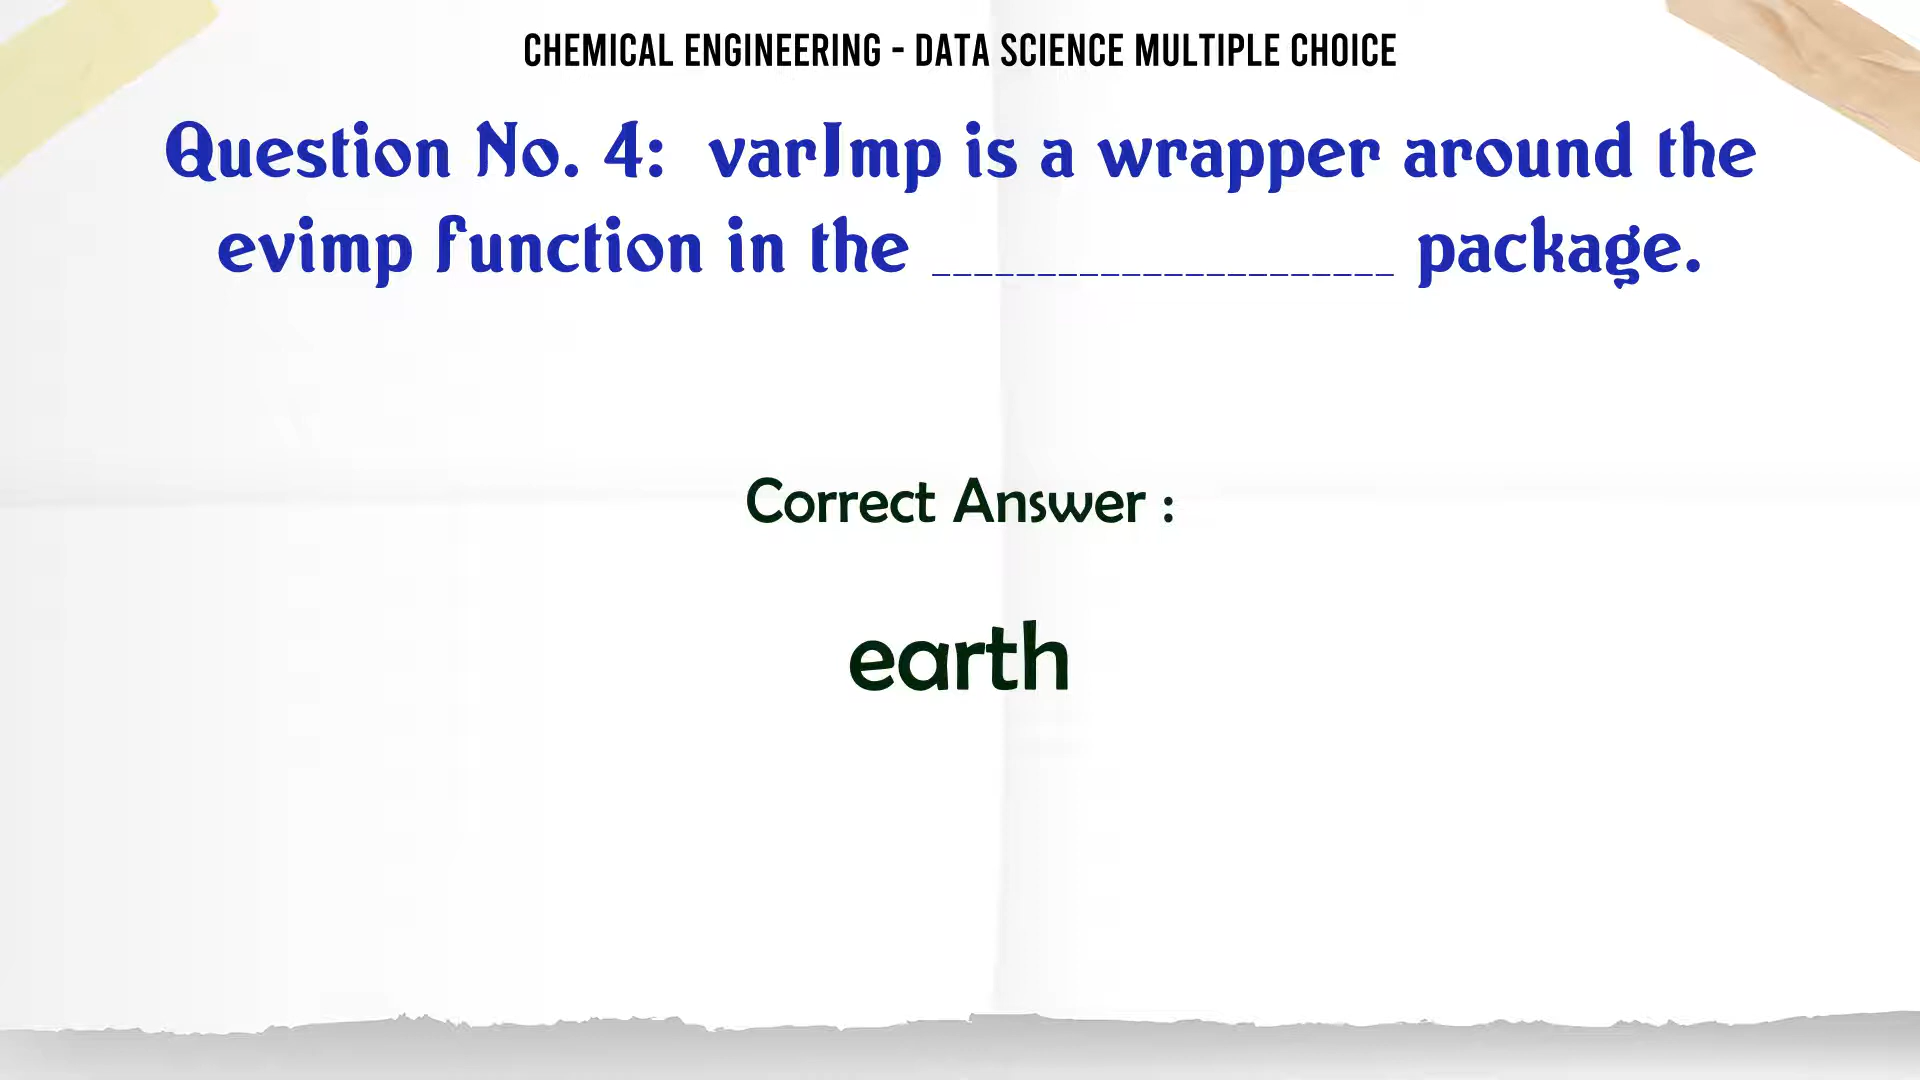 CHEMICAL ENGINEERING - DATA SCIENCE MULTIPLE CHOICE
Question No. 4: varImp is a wrapper around the
evimp function in the ______________________ package.
Correct Answer :
earth